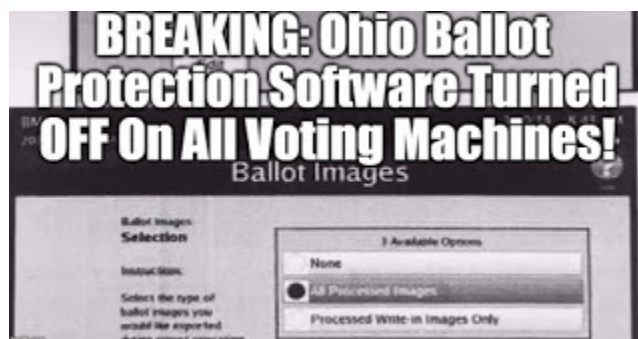 BREAKING: Ohio Ballot
Edit
Protection Software Turned
OFF On All Voting Machines!
Ballot Images
Ballot Images:
Selection
3 Available Options
None
Instructions:
All Processed Images
Select the type of
ballot images you
would like exported
Processed Write-in Images Only